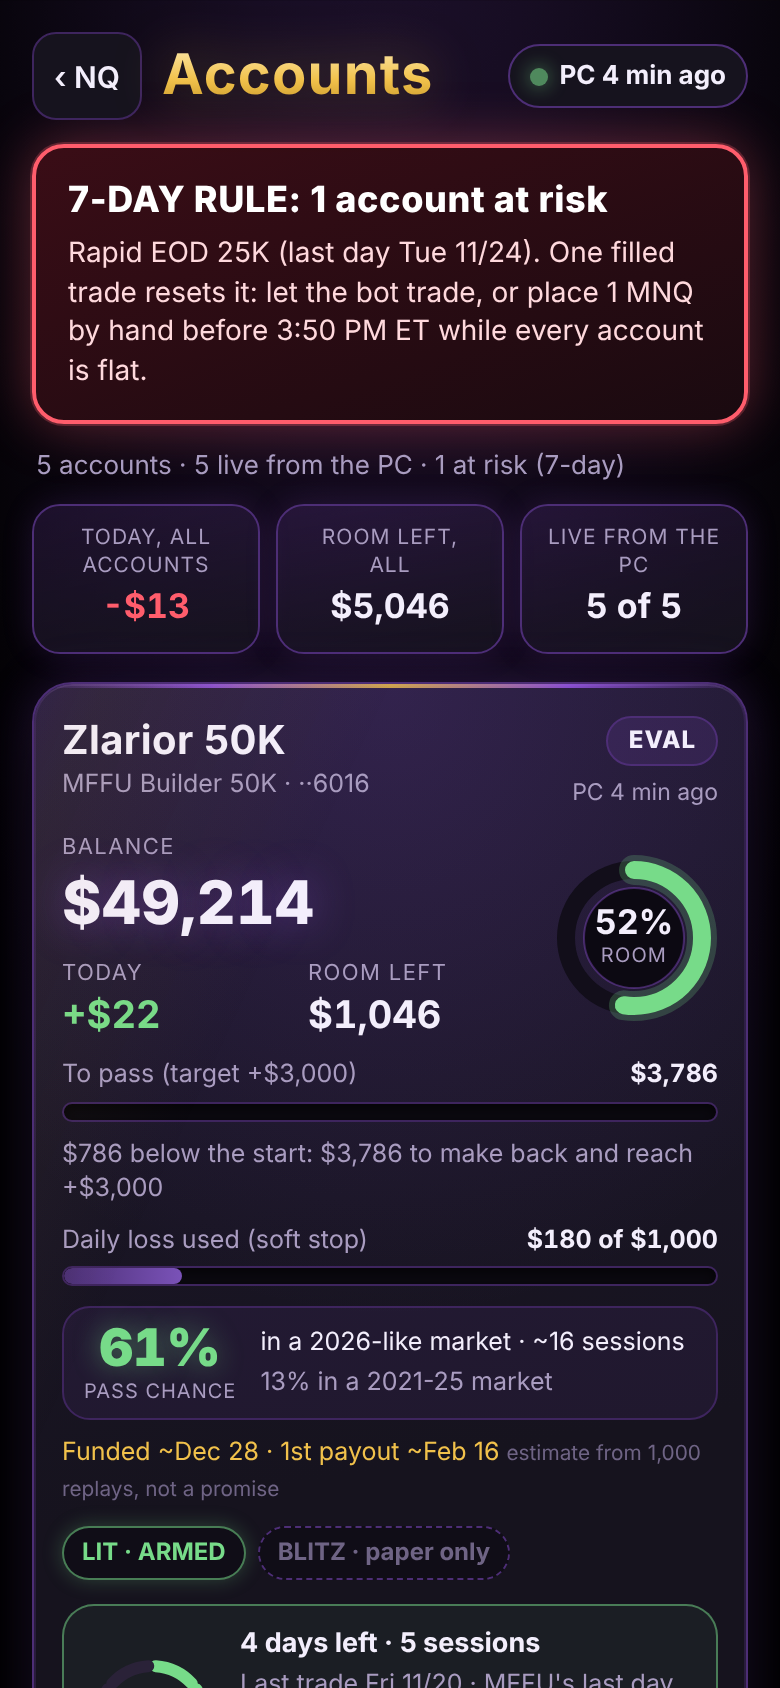 ‹ NQ
Accounts
PC 4 min ago
7-DAY RULE: 1 account at risk
Rapid EOD 25K (last day Tue 11/24). One filled
trade resets it: let the bot trade, or place 1 MNQ
by hand before 3:50 PM ET while every account
is flat.
5 accounts · 5 live from the PC · 1 at risk (7-day)
TODAY, ALL
ACCOUNTS
-$13
ROOM LEFT,
ALL
$5,046
LIVE FROM THE
PC
5 of 5
Zlarior 50K
EVAL
MFFU Builder 50K · ··6016
PC 4 min ago
BALANCE
$49,214
52%
ROOM
TODAY
+$22
ROOM LEFT
$1,046
To pass (target +$3,000)
$3,786
$786 below the start: $3,786 to make back and reach
+$3,000
Daily loss used (soft stop)
$180 of $1,000
61%
PASS CHANCE
in a 2026-like market · ~16 sessions
13% in a 2021-25 market
Funded ~Dec 28 · 1st payout ~Feb 16 estimate from 1,000
replays, not a promise
LIT · ARMED
BLITZ · paper only
4 days left · 5 sessions
Last trade Fri 11/20 · MFFU's last day